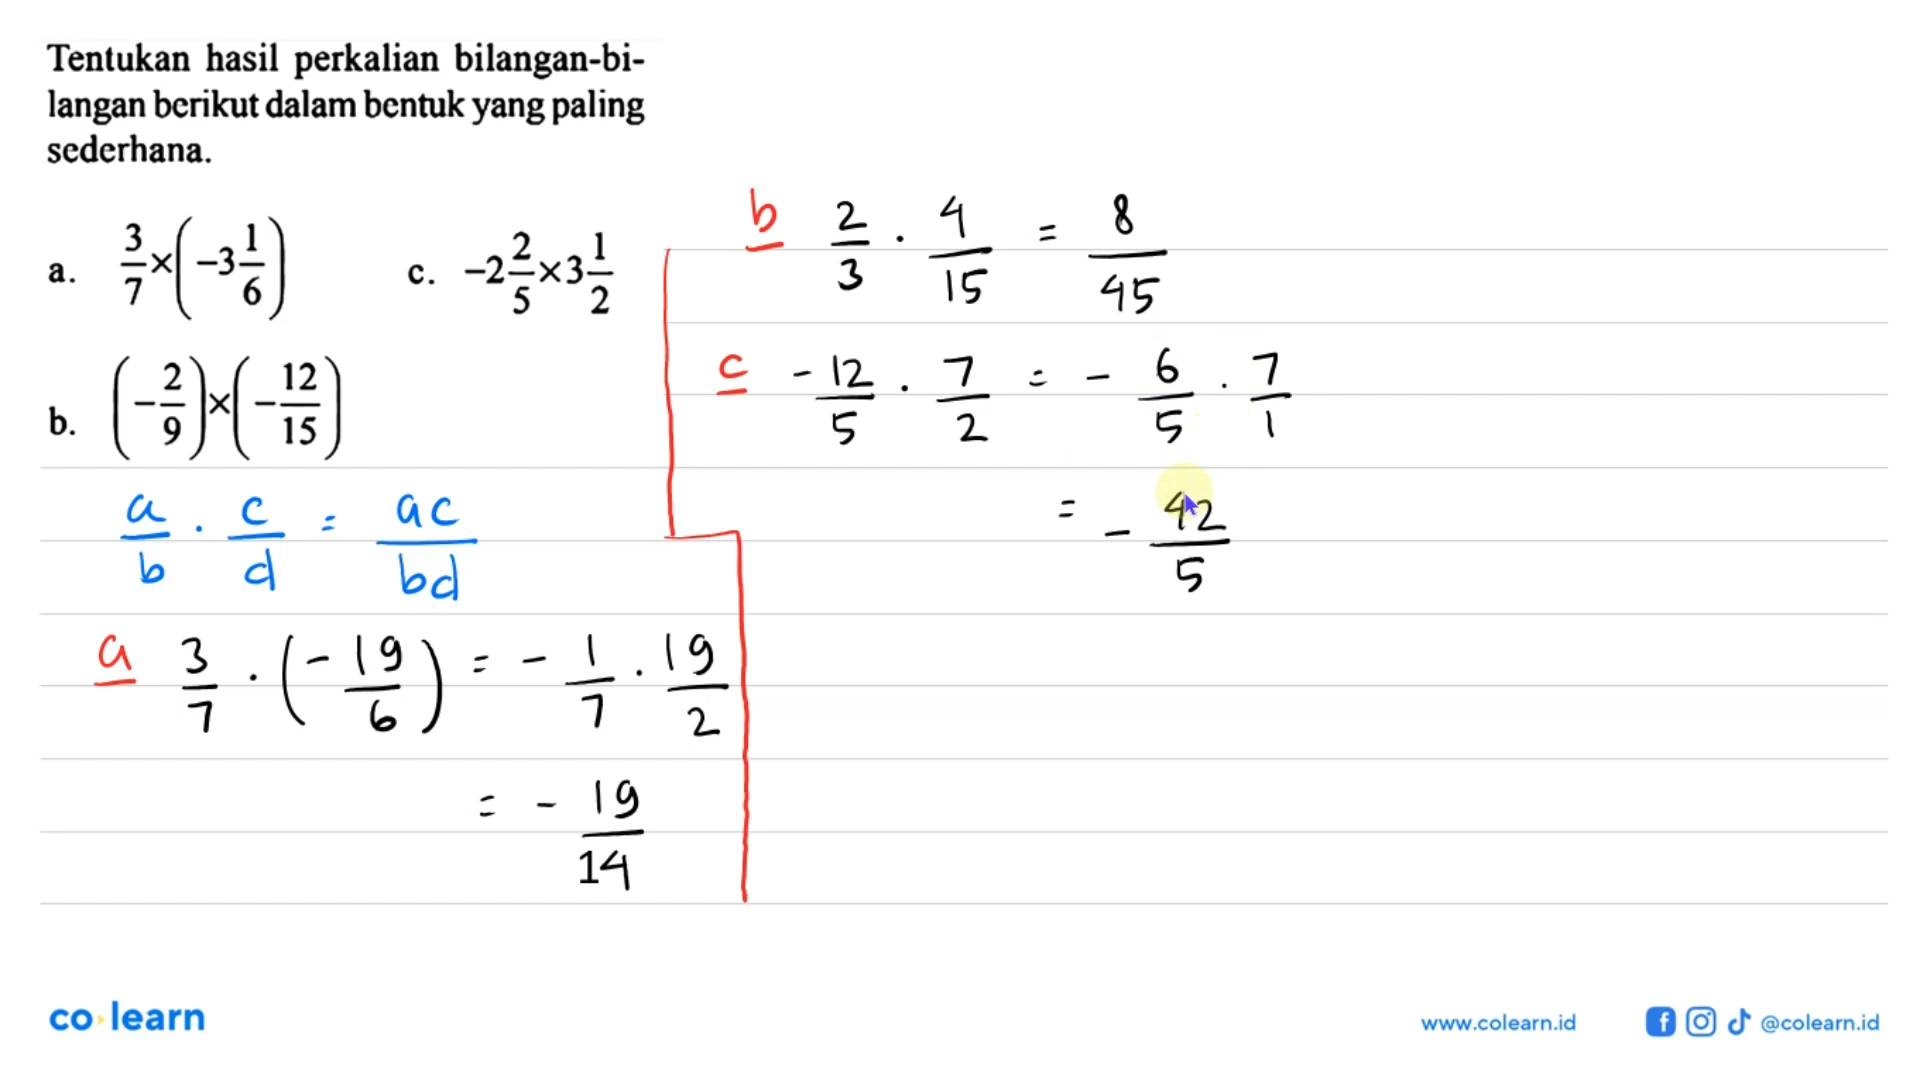 Tentukan hasil perkalian bilangan-bi-
langan berikut dalam bentuk yang paling
sederhana.
a. 3/7 × (-3 1/6)
c. -2 2/5 × 3 1/2
b. (-2/9) × (-12/15)
a/b · c/d = ac/bd
a 3/7 · (-19/6) = - 1/7 · 19/2
= - 19/14
b 2/3 · 4/15 = 8/45
c - 12/5 · 7/2 = - 6/5 · 7/1
= - 42/5
co learn
www.colearn.id
@colearn.id